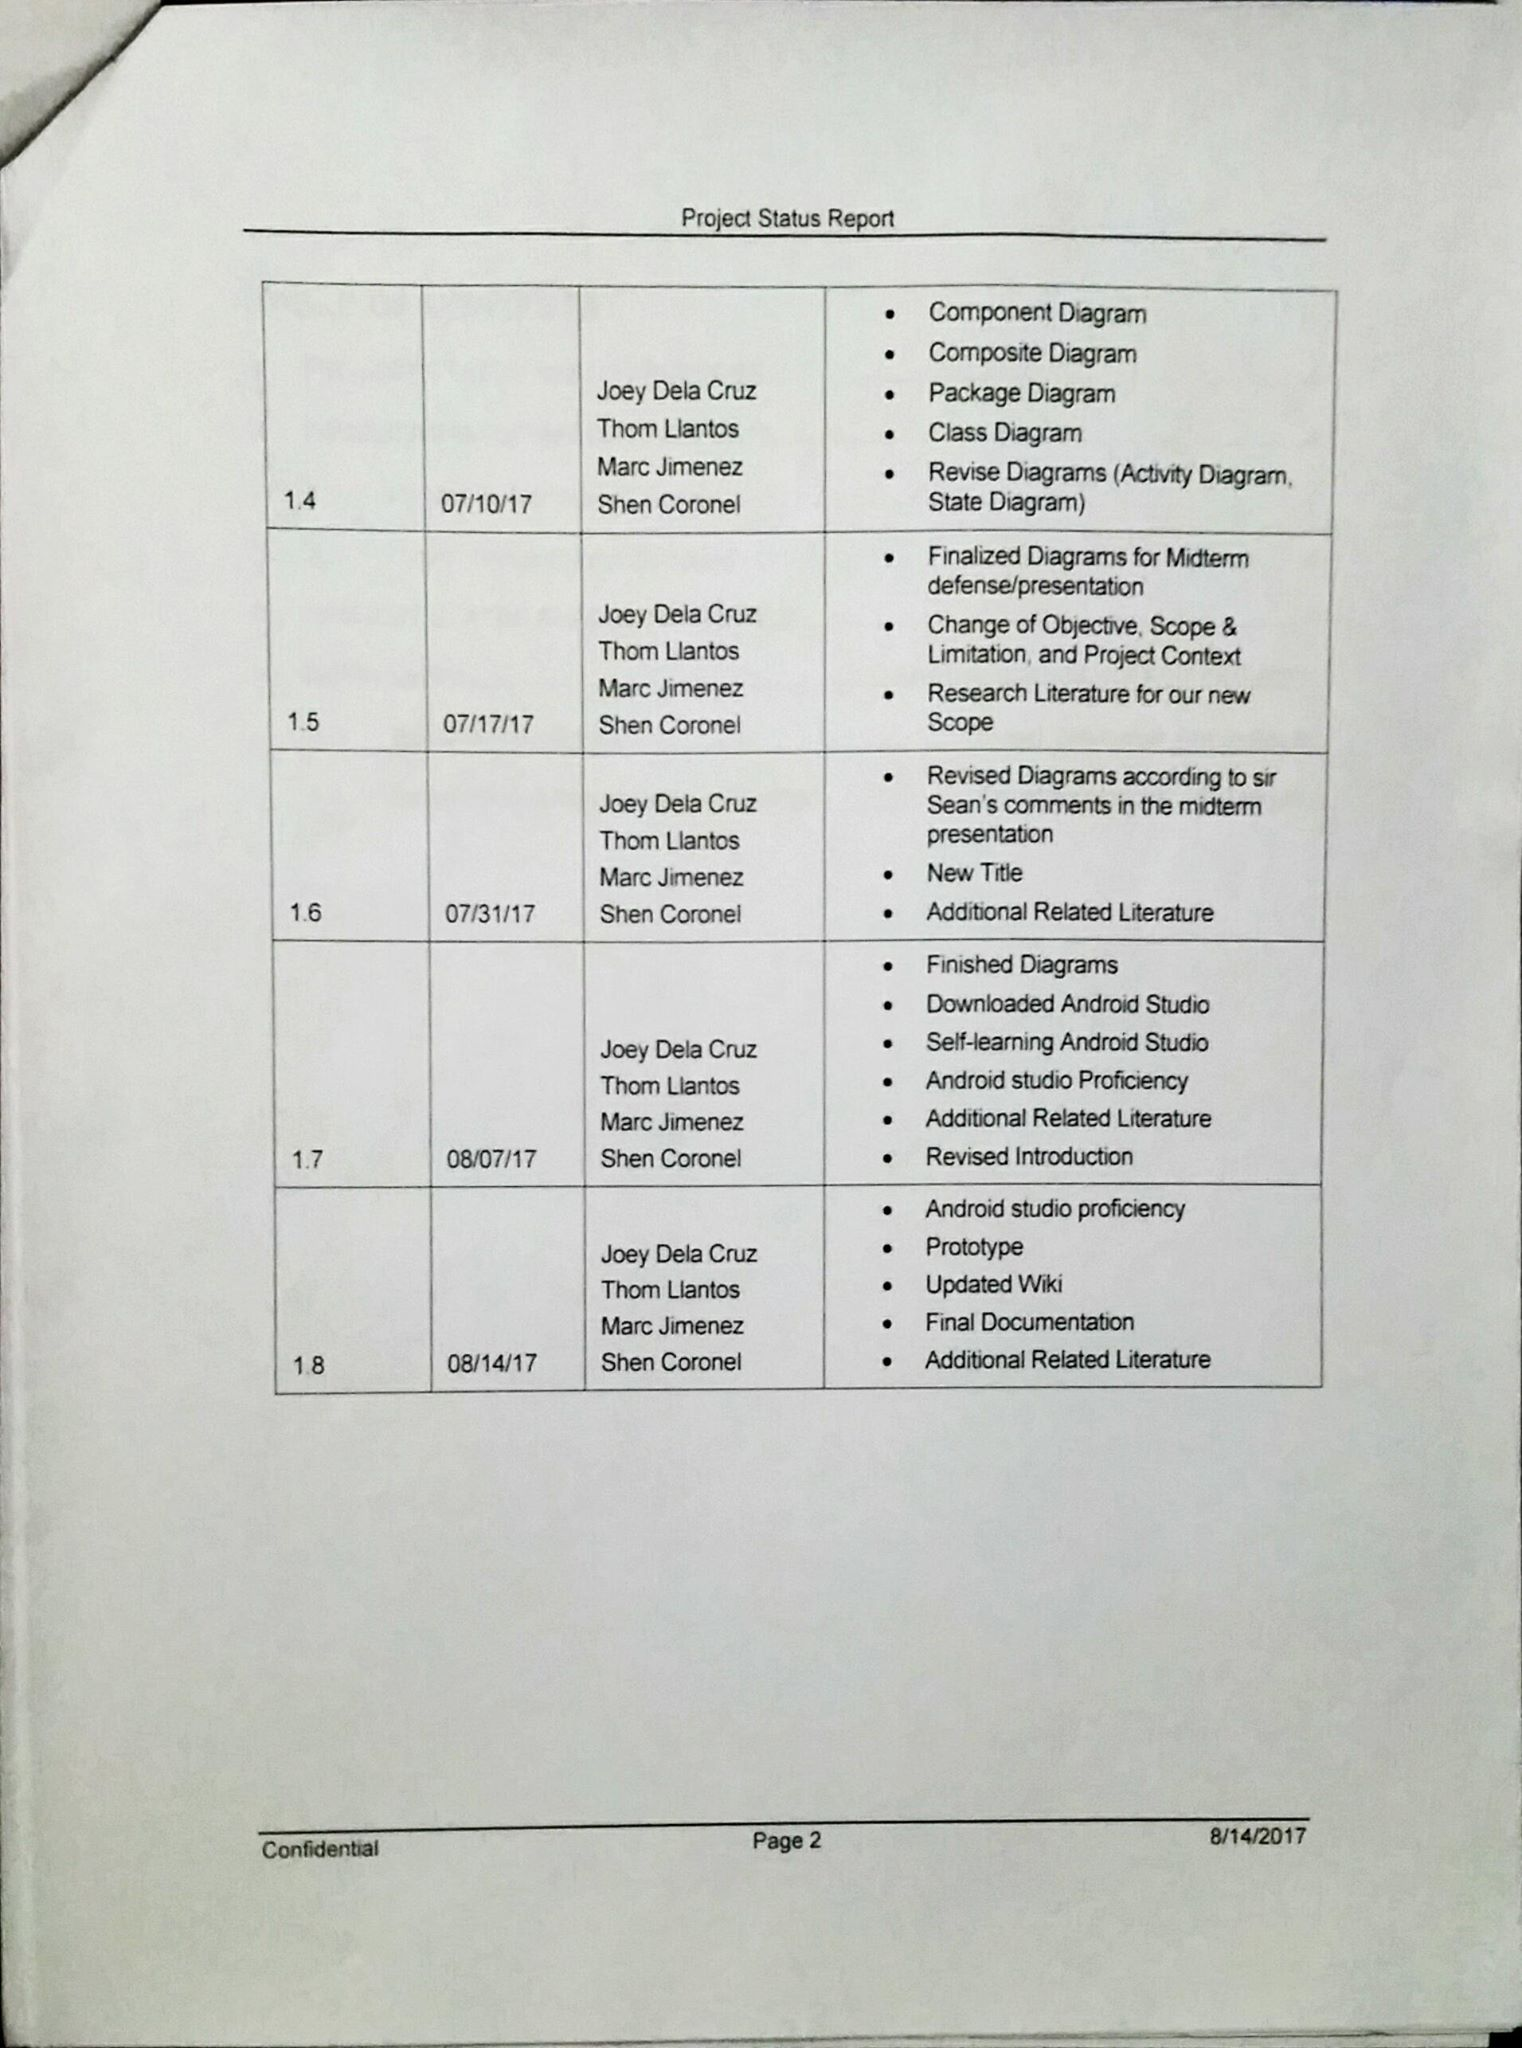 Project Status Report
1.4
07/10/17
Joey Dela Cruz
Thom Llantos
Marc Jimenez
Shen Coronel
• Component Diagram
• Composite Diagram
• Package Diagram
• Class Diagram
• Revise Diagrams (Activity Diagram,
State Diagram)
1.5
07/17/17
Joey Dela Cruz
Thom Llantos
Marc Jimenez
Shen Coronel
• Finalized Diagrams for Midterm
defense/presentation
• Change of Objective, Scope &
Limitation, and Project Context
• Research Literature for our new
Scope
1.6
07/31/17
Joey Dela Cruz
Thom Llantos
Marc Jimenez
Shen Coronel
• Revised Diagrams according to sir
Sean's comments in the midterm
presentation
• New Title
• Additional Related Literature
1.7
08/07/17
Joey Dela Cruz
Thom Llantos
Marc Jimenez
Shen Coronel
• Finished Diagrams
• Downloaded Android Studio
• Self-learning Android Studio
• Android studio Proficiency
• Additional Related Literature
• Revised Introduction
1.8
08/14/17
Joey Dela Cruz
Thom Llantos
Marc Jimenez
Shen Coronel
• Android studio proficiency
• Prototype
• Updated Wiki
• Final Documentation
• Additional Related Literature
Confidential
Page 2
8/14/2017